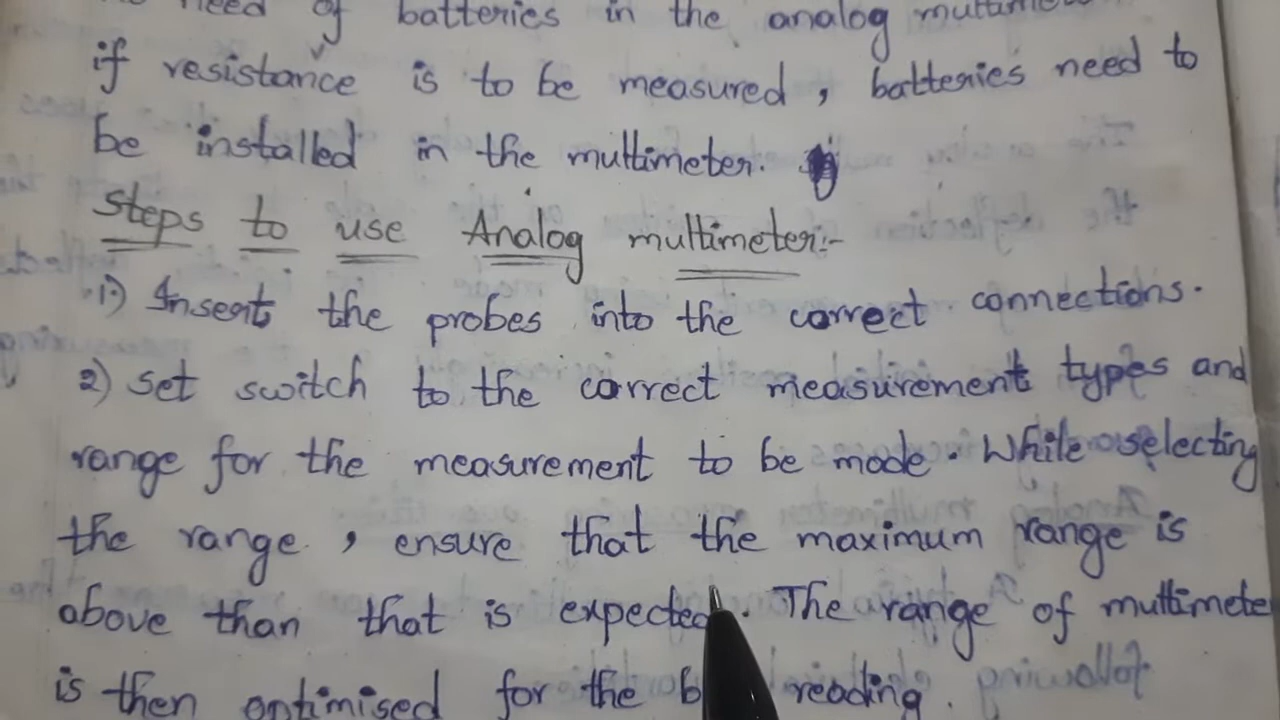 need of batteries in the analog
if resistance is to be measured, batteries need to
be installed in the multimeter.
steps to use Analog multimeter:-
1) Insert the probes into the correct connections.
2) set switch to the correct measurement types and
range for the measurement to be made. While selecting
the range, ensure that the maximum range is
above than that is expected. The range of multimete
is then optimised for the reading.